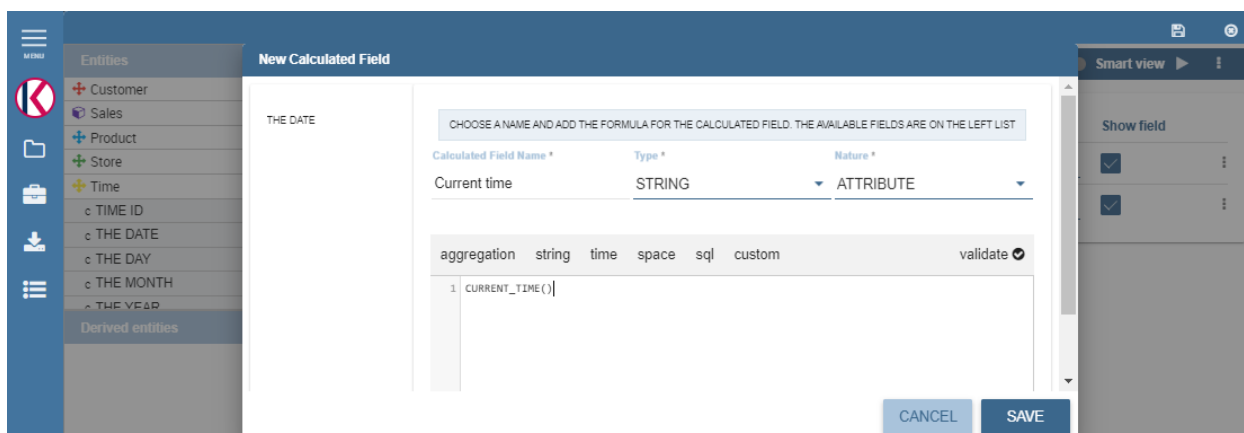 MENU
Entities
Customer
Sales
Product
Store
Time
c TIME ID
c THE DATE
c THE DAY
c THE MONTH
c THE YEAR
Derived entities
New Calculated Field
THE DATE
CHOOSE A NAME AND ADD THE FORMULA FOR THE CALCULATED FIELD. THE AVAILABLE FIELDS ARE ON THE LEFT LIST
Calculated Field Name * Type * Nature *
Current time STRING ATTRIBUTE
aggregation string time space sql custom validate
1 CURRENT_TIME()
CANCEL SAVE
Smart view
Show field